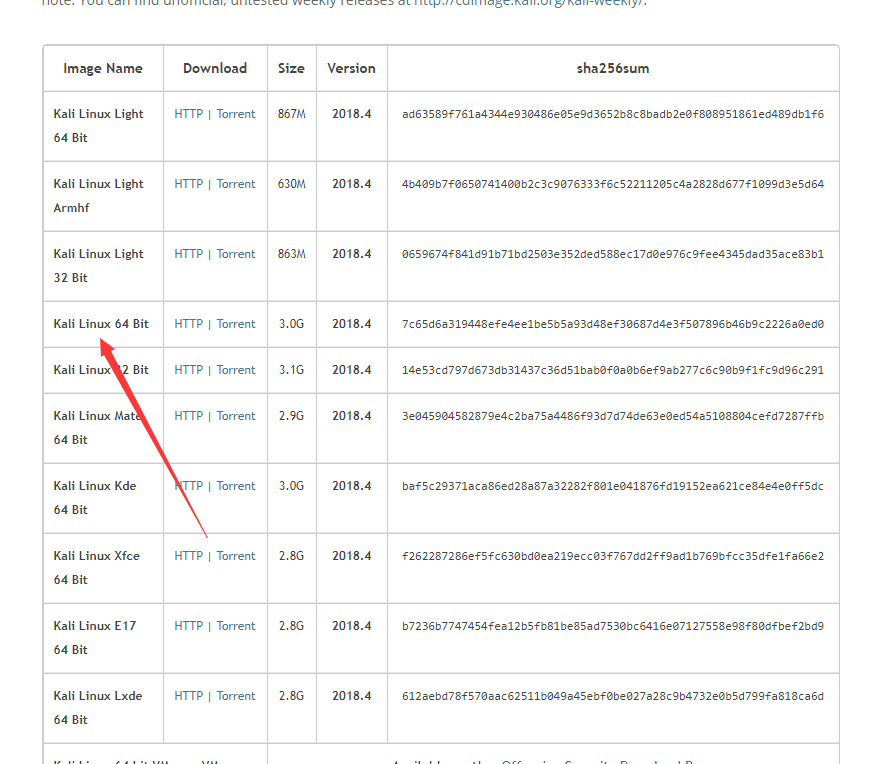 note: You can find unofficial, untested weekly releases at http://cdimage.kali.org/kali-weekly/.
Image Name Download Size Version sha256sum
Kali Linux Light HTTP | Torrent 867M 2018.4 ad63589f761a4344e930486e05e9d3652b8c8badb2e0f808951861ed489db1f6
64 Bit
Kali Linux Light HTTP | Torrent 630M 2018.4 4b409b7f0650741400b2c3c9076333f6c52211205c4a2828d677f1099d3e5d64
Armhf
Kali Linux Light HTTP | Torrent 863M 2018.4 0659674f841d91b71bd2503e352ded588ec17d0e976c9fee4345dad35ace83b1
32 Bit
Kali Linux 64 Bit HTTP | Torrent 3.0G 2018.4 7c65d6a319448efe4ee1be5b5a93d48ef30687d4e3f507896b46b9c2226a0ed0
Kali Linux 32 Bit HTTP | Torrent 3.1G 2018.4 14e53cd797d673db31437c36d51bab0f0a0b6ef9ab277c6c90b9f1fc9d96c291
Kali Linux Mate HTTP | Torrent 2.9G 2018.4 3e045904582879e4c2ba75a4486f93d7d74de63e0ed54a5108804cefd7287ffb
64 Bit
Kali Linux Kde HTTP | Torrent 3.0G 2018.4 baf5c29371aca86ed28a87a32282f801e041876fd19152ea621ce84e4e0ff5dc
64 Bit
Kali Linux Xfce HTTP | Torrent 2.8G 2018.4 f262287286ef5fc630bd0ea219ecc03f767dd2ff9ad1b769bfcc35dfe1fa66e2
64 Bit
Kali Linux E17 HTTP | Torrent 2.8G 2018.4 b7236b7747454fea12b5fb81be85ad7530bc6416e07127558e98f80dfbef2bd9
64 Bit
Kali Linux Lxde HTTP | Torrent 2.8G 2018.4 612aebd78f570aac62511b049a45ebf0be027a28c9b4732e0b5d799fa818ca6d
64 Bit